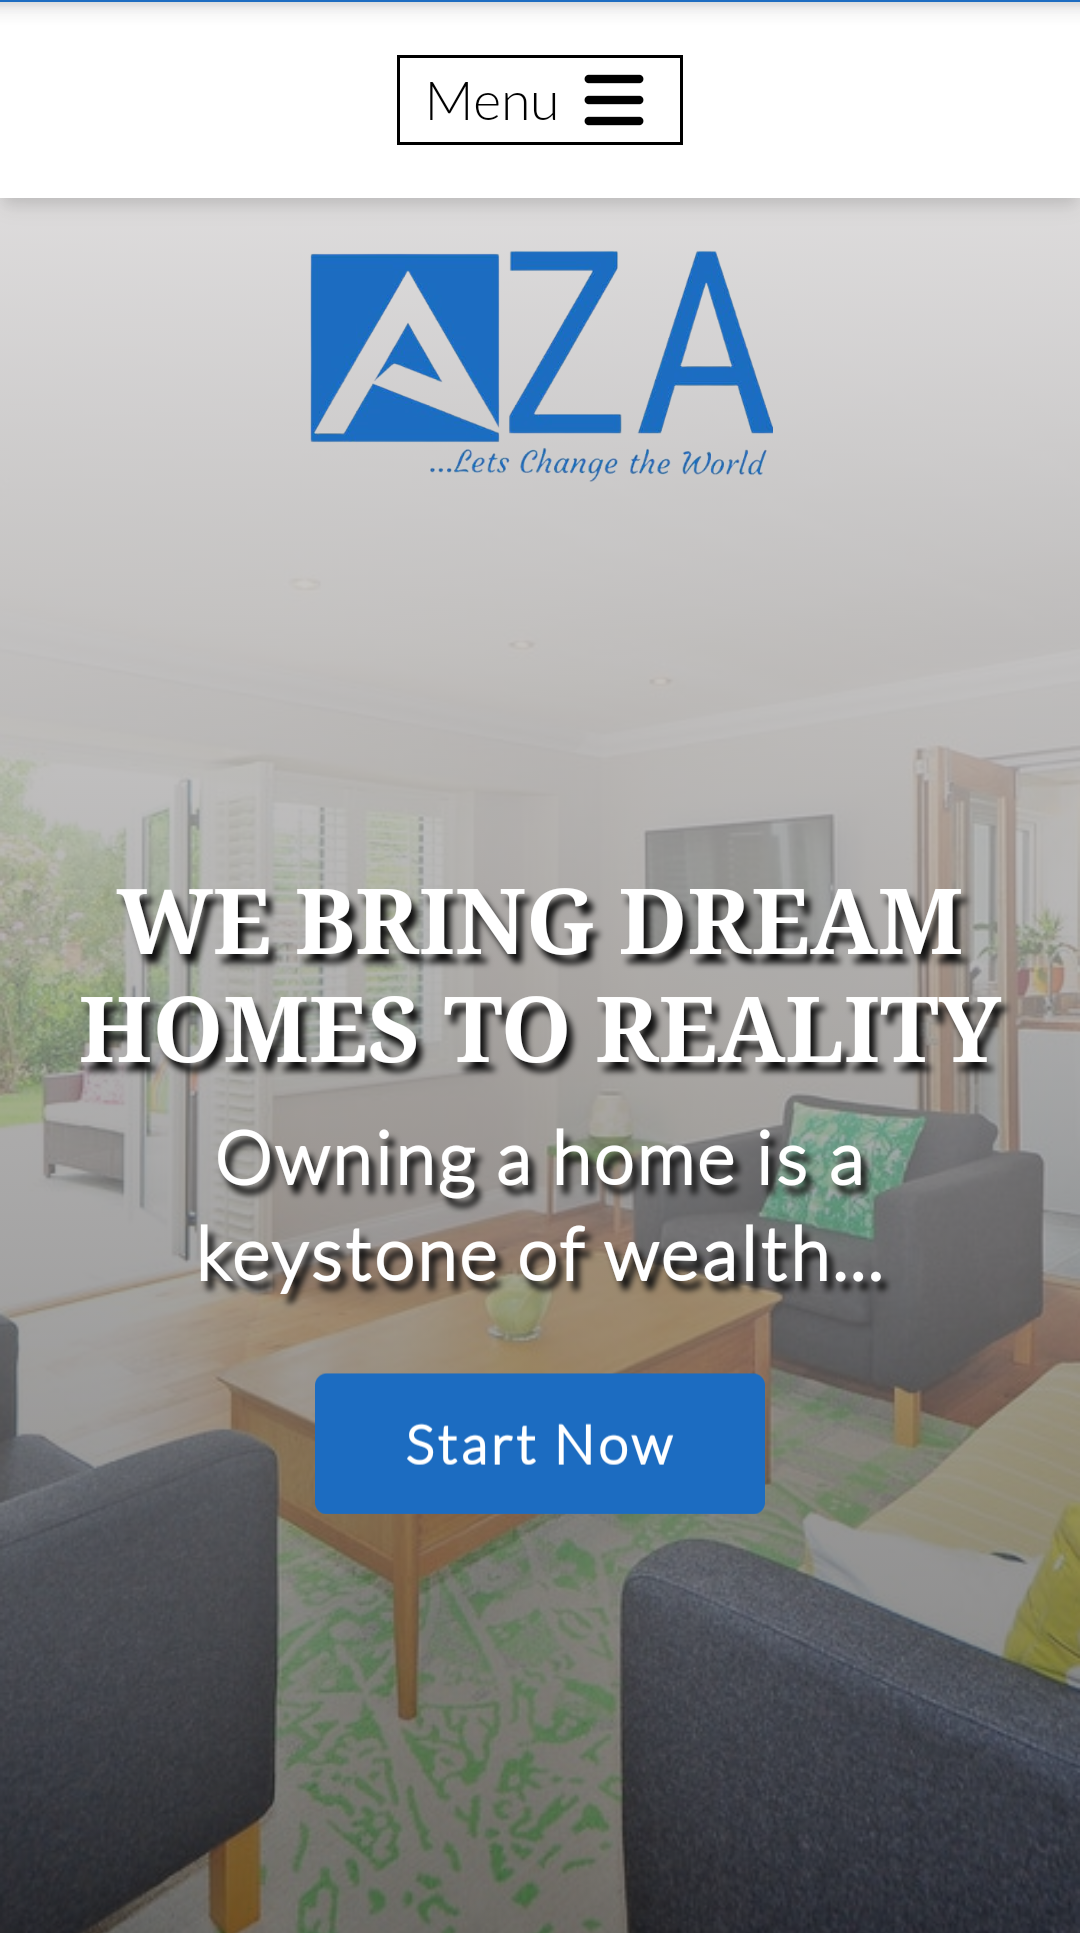 Menu
AZA
...Lets Change the World
WE BRING DREAM
HOMES TO REALITY
Owning a home is a
keystone of wealth...
Start Now